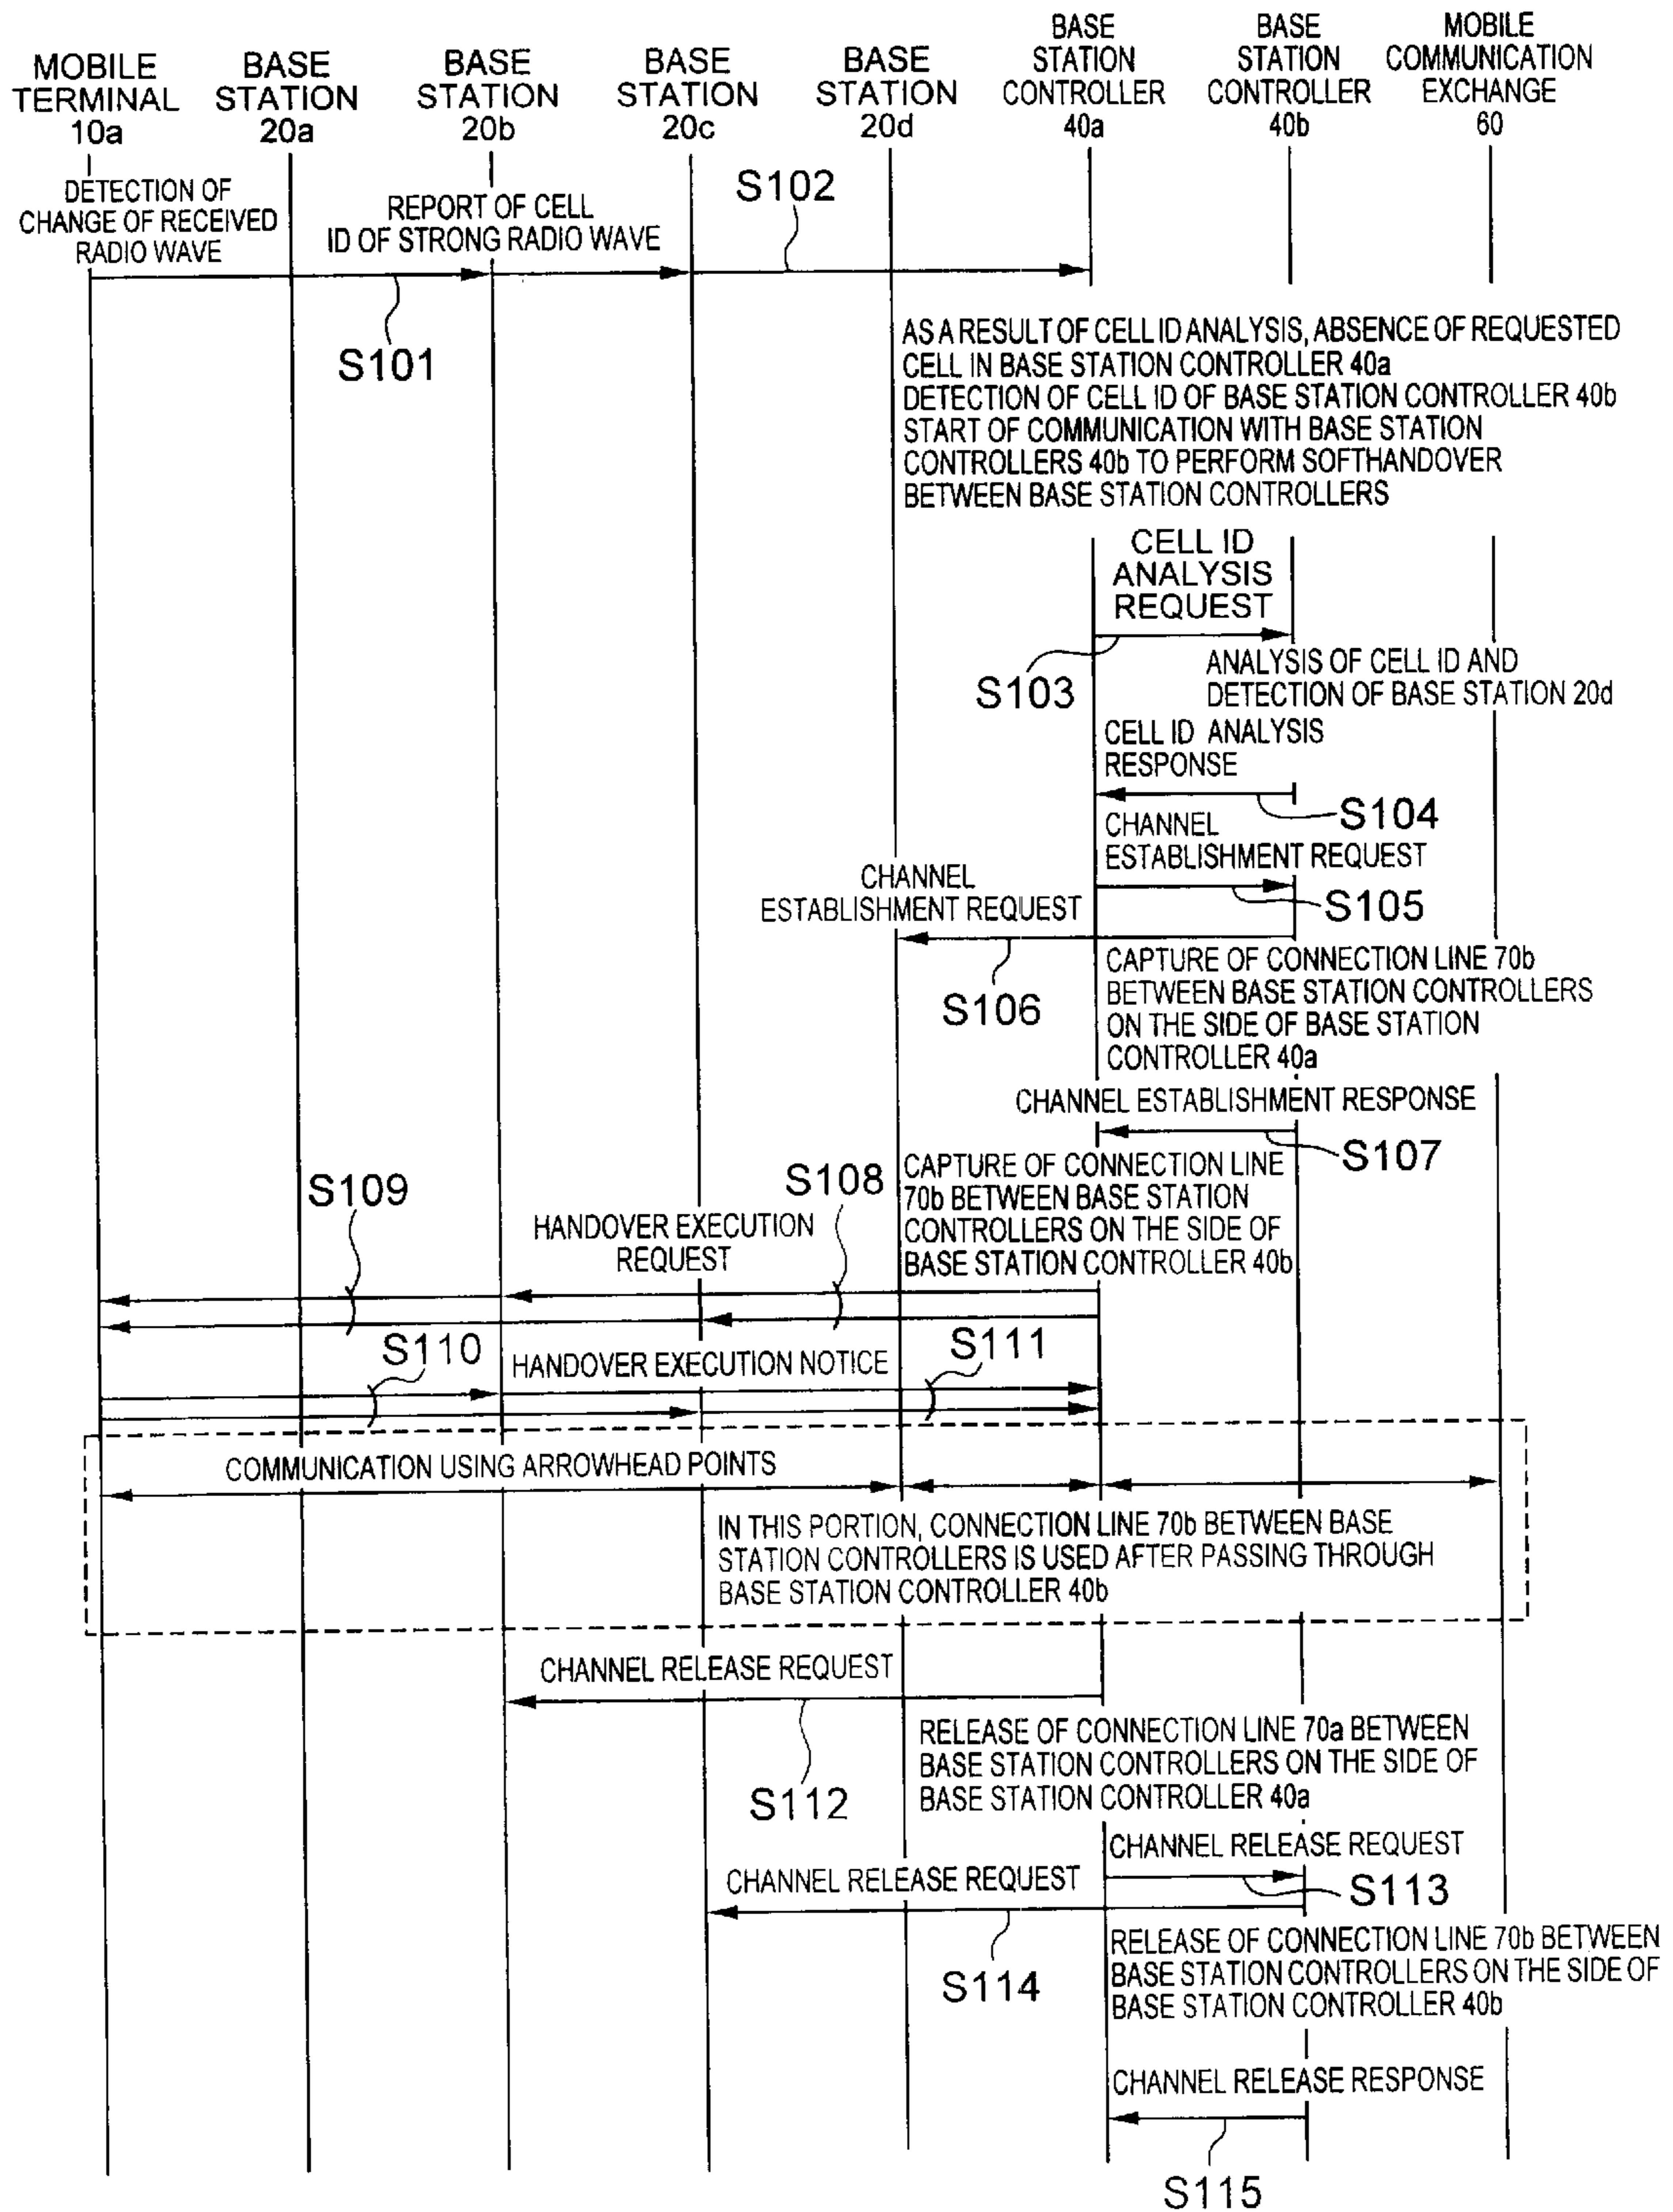 MOBILE
TERMINAL
10a
BASE
STATION
20a
BASE
STATION
20b
BASE
STATION
20c
BASE
STATION
20d
BASE
STATION
CONTROLLER
40a
BASE
STATION
CONTROLLER
40b
MOBILE
COMMUNICATION
EXCHANGE
60
DETECTION OF
CHANGE OF RECEIVED
RADIO WAVE
REPORT OF CELL
ID OF STRONG RADIO WAVE
S102
S101
AS A RESULT OF CELL ID ANALYSIS, ABSENCE OF REQUESTED
CELL IN BASE STATION CONTROLLER 40a
DETECTION OF CELL ID OF BASE STATION CONTROLLER 40b
START OF COMMUNICATION WITH BASE STATION
CONTROLLERS 40b TO PERFORM SOFTHANDOVER
BETWEEN BASE STATION CONTROLLERS
CELL ID
ANALYSIS
REQUEST
S103
ANALYSIS OF CELL ID AND
DETECTION OF BASE STATION 20d
CELL ID ANALYSIS
RESPONSE
S104
CHANNEL
ESTABLISHMENT REQUEST
S105
CHANNEL
ESTABLISHMENT REQUEST
S106
CAPTURE OF CONNECTION LINE 70b
BETWEEN BASE STATION CONTROLLERS
ON THE SIDE OF BASE STATION
CONTROLLER 40a
CHANNEL ESTABLISHMENT RESPONSE
S107
CAPTURE OF CONNECTION LINE
70b BETWEEN BASE STATION
CONTROLLERS ON THE SIDE OF
BASE STATION CONTROLLER 40b
S109
S108
HANDOVER EXECUTION
REQUEST
S110
HANDOVER EXECUTION NOTICE
S111
COMMUNICATION USING ARROWHEAD POINTS
IN THIS PORTION, CONNECTION LINE 70b BETWEEN BASE
STATION CONTROLLERS IS USED AFTER PASSING THROUGH
BASE STATION CONTROLLER 40b
CHANNEL RELEASE REQUEST
S112
RELEASE OF CONNECTION LINE 70a BETWEEN
BASE STATION CONTROLLERS ON THE SIDE OF
BASE STATION CONTROLLER 40a
CHANNEL RELEASE REQUEST
S113
CHANNEL RELEASE REQUEST
S114
RELEASE OF CONNECTION LINE 70b BETWEEN
BASE STATION CONTROLLERS ON THE SIDE OF
BASE STATION CONTROLLER 40b
CHANNEL RELEASE RESPONSE
S115